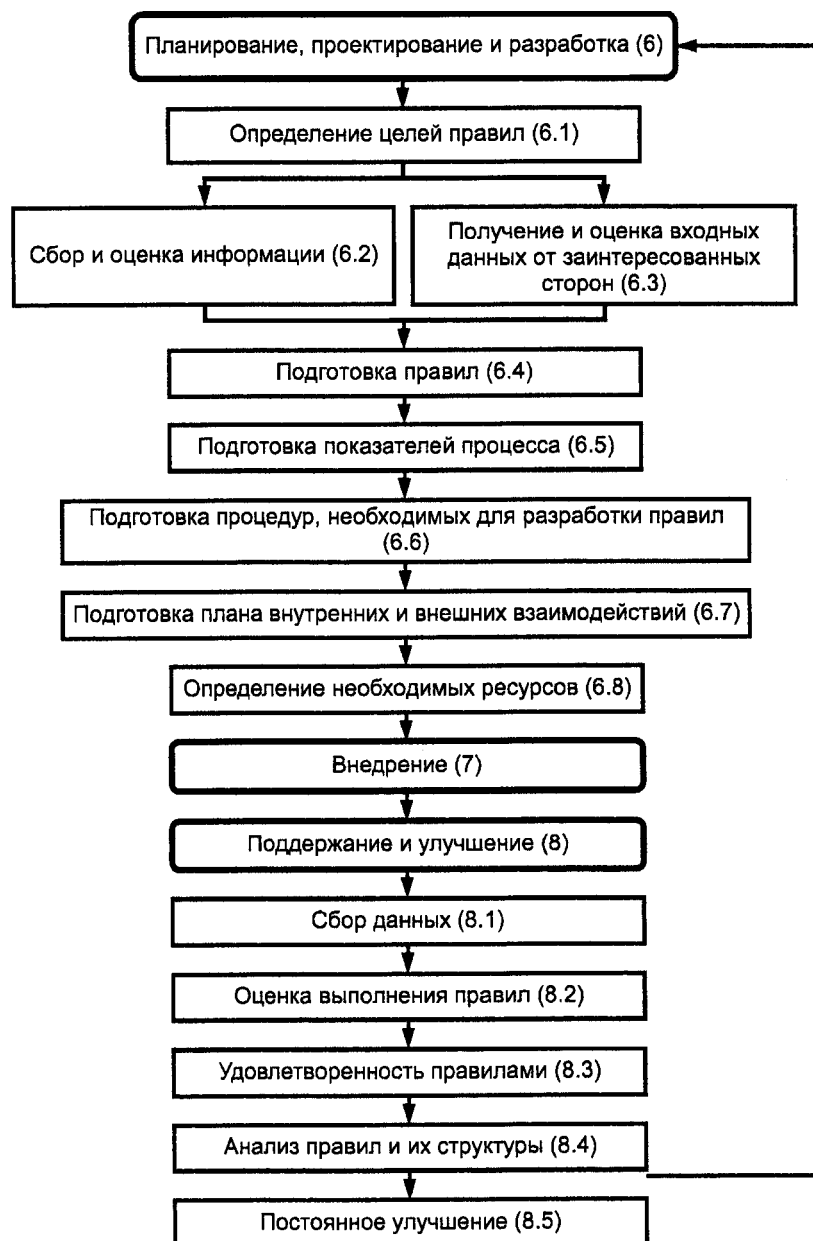 Планирование, проектирование и разработка (6)
Определение целей правил (6.1)
Сбор и оценка информации (6.2)
Получение и оценка входных
данных от заинтересованных
сторон (6.3)
Подготовка правил (6.4)
Подготовка показателей процесса (6.5)
Подготовка процедур, необходимых для разработки правил
(6.6)
Подготовка плана внутренних и внешних взаимодействий (6.7)
Определение необходимых ресурсов (6.8)
Внедрение (7)
Поддержание и улучшение (8)
Сбор данных (8.1)
Оценка выполнения правил (8.2)
Удовлетворенность правилами (8.3)
Анализ правил и их структуры (8.4)
Постоянное улучшение (8.5)